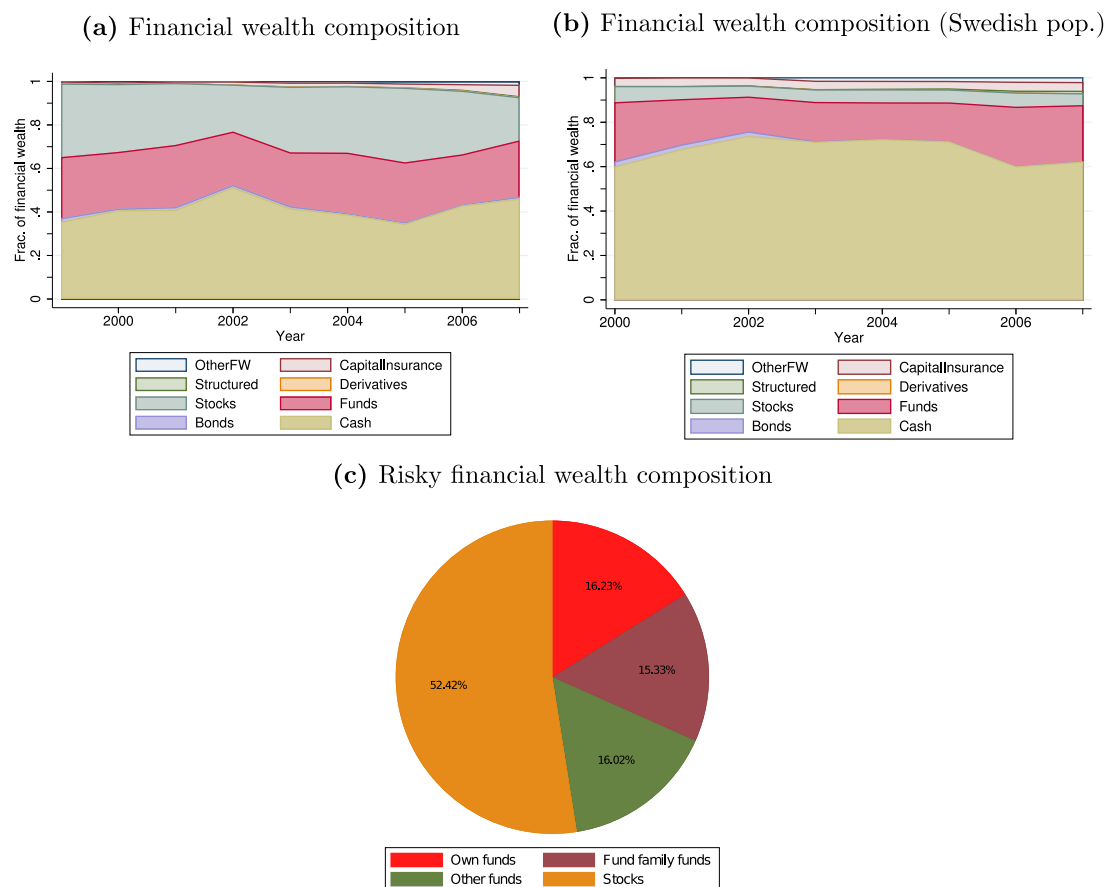 (a) Financial wealth composition
Frac. of financial wealth
1
.8
.6
.4
.2
0
2000 2002 2004 2006
Year
OtherFW CapitalInsurance
Structured Derivatives
Stocks Funds
Bonds Cash
(b) Financial wealth composition (Swedish pop.)
Frac. of financial wealth
1
.8
.6
.4
.2
0
2000 2002 2004 2006
Year
OtherFW CapitalInsurance
Structured Derivatives
Stocks Funds
Bonds Cash
(c) Risky financial wealth composition
16.23%
15.33%
52.42%
16.02%
Own funds Fund family funds
Other funds Stocks